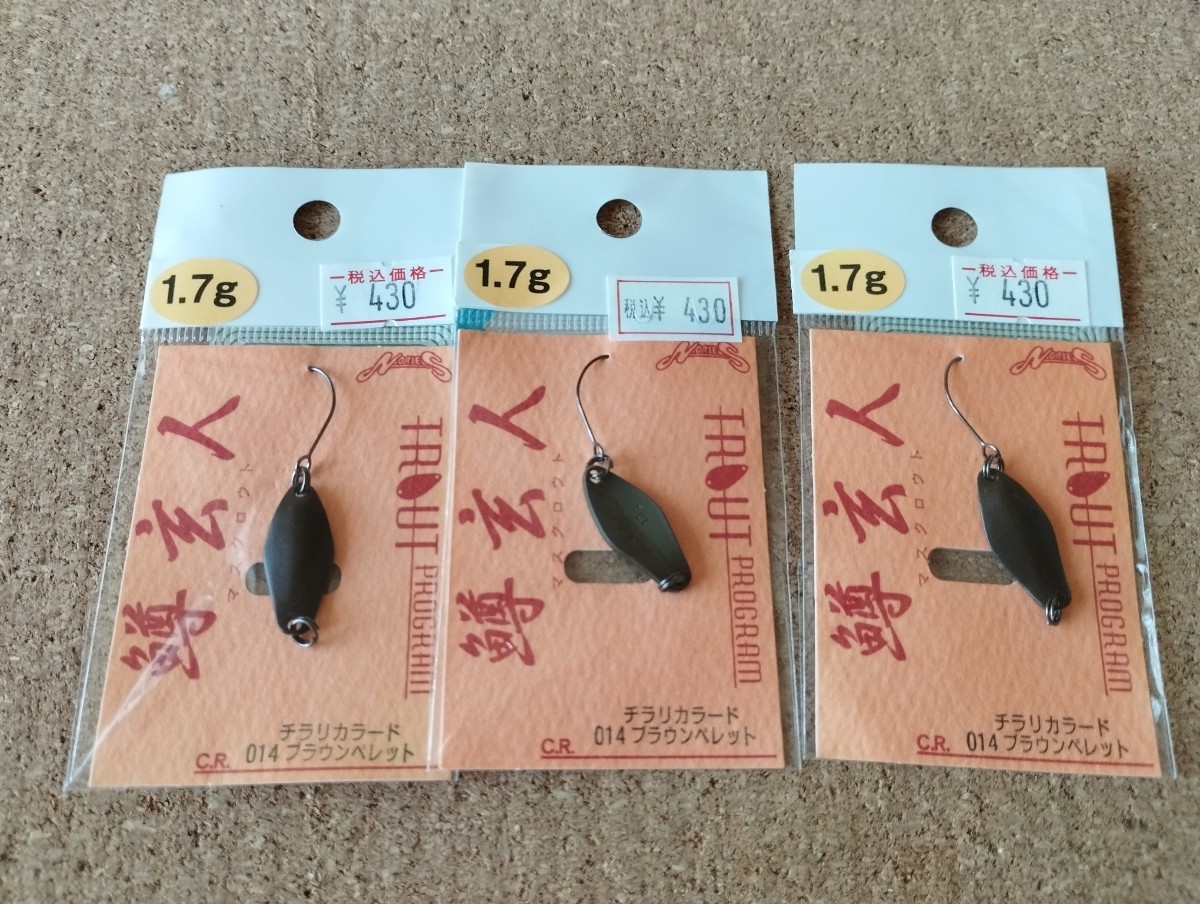 1.7g
税込価格
¥ 430
NORIES
鱒玄人
マスクロウト
TROUT PROGRAM
チラリカラード
C.R. 014 ブラウンペレット
1.7g
税込¥ 430
NORIES
鱒玄人
マスクロウト
TROUT PROGRAM
チラリカラード
C.R. 014 ブラウンペレット
1.7g
税込価格
¥ 430
NORIES
鱒玄人
マスクロウト
TROUT PROGRAM
チラリカラード
C.R. 014 ブラウンペレット